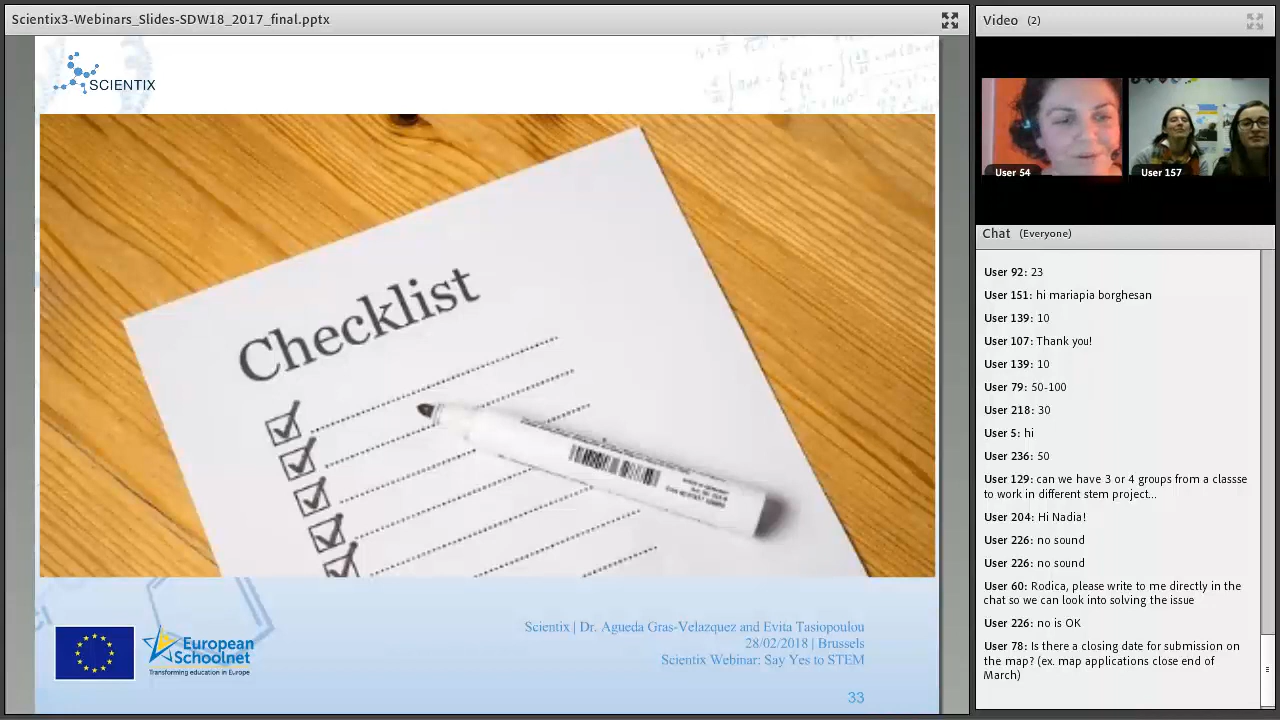 Scientix3-Webinars_Slides-SDW18_2017_final.pptx
SCIENTIX
Checklist
European
Schoolnet
Transforming education in Europe
Scientix | Dr. Agueda Gras-Velazquez and Evita Tasiopoulou
28/02/2018 | Brussels
Scientix Webinar: Say Yes to STEM
33
Video (2)
User 54
User 157
Chat (Everyone)
User 92: 23
User 151: hi mariapia borghesan
User 139: 10
User 107: Thank you!
User 139: 10
User 79: 50-100
User 218: 30
User 5: hi
User 236: 50
User 129: can we have 3 or 4 groups from a classse
to work in different stem project...
User 204: Hi Nadia!
User 226: no sound
User 226: no sound
User 60: Rodica, please write to me directly in the
chat so we can look into solving the issue
User 226: no is OK
User 78: Is there a closing date for submission on
the map? (ex. map applications close end of
March)